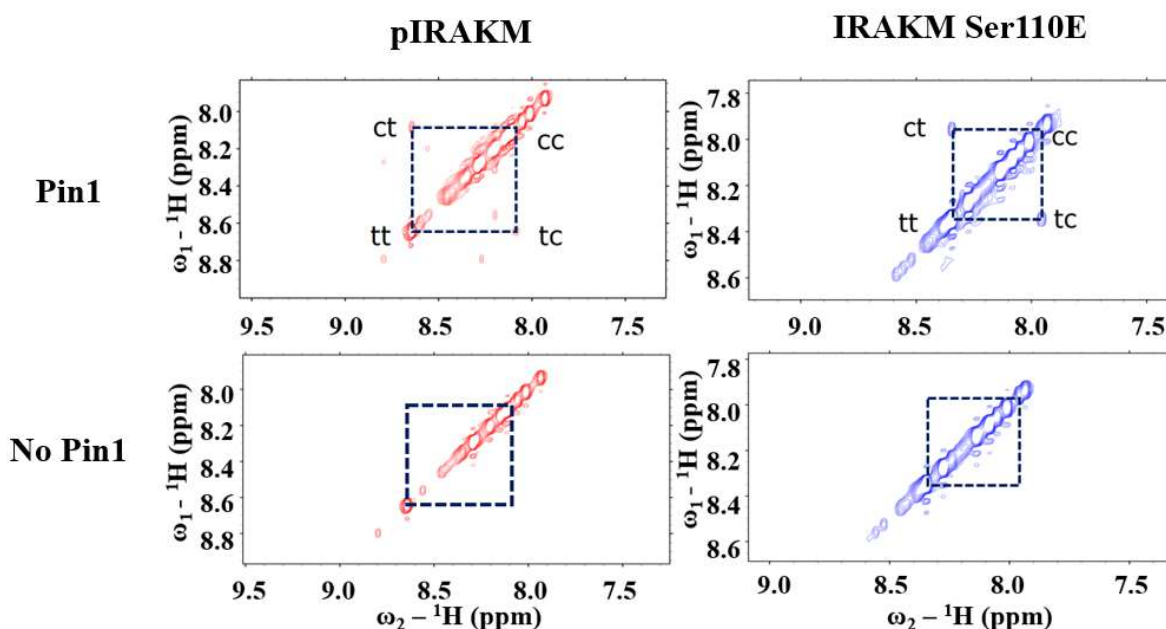 pIRAKM
IRAKM Ser110E
Pin1
ω₁ - ¹H (ppm)
8.0
8.2
8.4
8.6
8.8
ct
cc
tt
tc
9.5
9.0
8.5
8.0
7.5
ω₁ - ¹H (ppm)
7.8
8.0
8.2
8.4
8.6
ct
cc
tt
tc
9.0
8.5
8.0
7.5
No Pin1
ω₁ - ¹H (ppm)
8.0
8.2
8.4
8.6
8.8
9.5
9.0
8.5
8.0
7.5
ω₂ – ¹H (ppm)
ω₁ - ¹H (ppm)
7.8
8.0
8.2
8.4
8.6
9.0
8.5
8.0
7.5
ω₂ – ¹H (ppm)